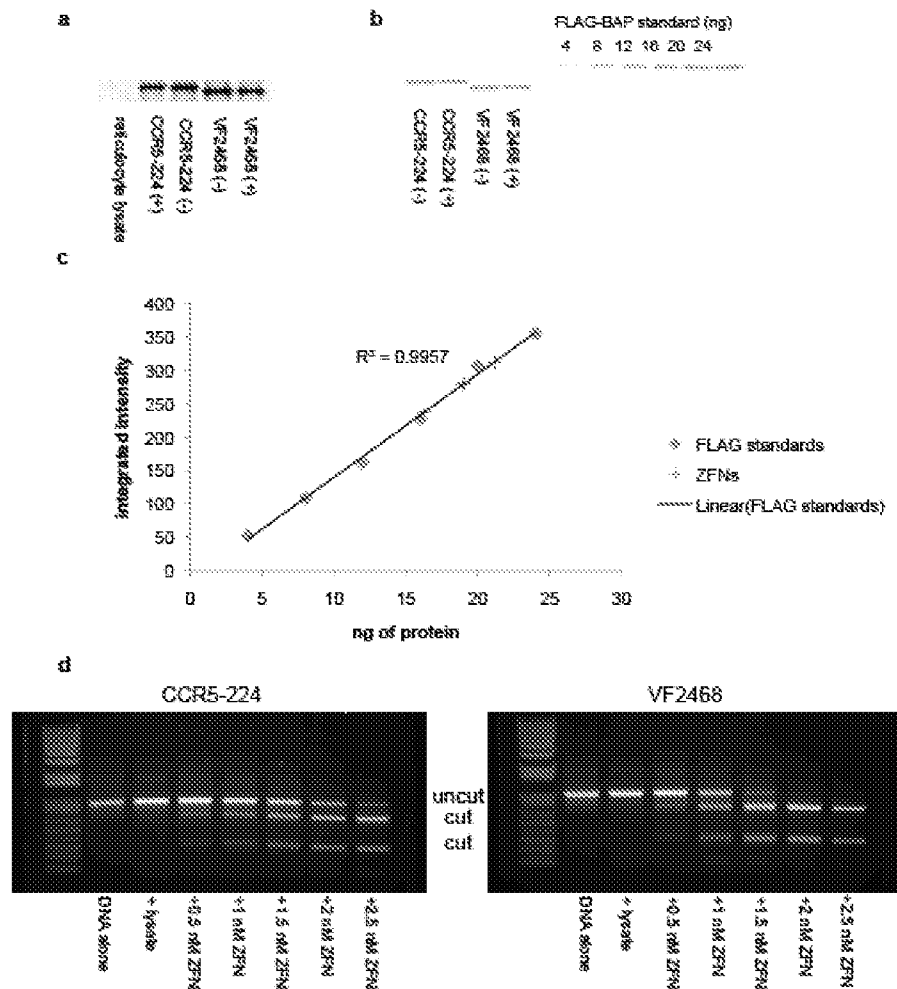 a
reticulocyte lysate
CCR5-224 (+)
CCR5-224 (-)
VF2468 (-)
VF2468 (+)
b
FLAG-BAP standard (ng)
4 8 12 16 20 24
CCR5-224 (-)
CCR5-224 (+)
VF2468 (-)
VF2468 (+)
c
integrated intensity
400
350
300
250
200
150
100
50
0
R² = 0.9957
FLAG standards
ZFNs
Linear(FLAG standards)
0 5 10 15 20 25 30
ng of protein
d
CCR5-224
VF2468
uncut
cut
cut
DNA alone
+ lysate
+0.5 nM ZFN
+1 nM ZFN
+1.5 nM ZFN
+2 nM ZFN
+2.5 nM ZFN
DNA alone
+ lysate
+0.5 nM ZFN
+1 nM ZFN
+1.5 nM ZFN
+2 nM ZFN
+2.5 nM ZFN